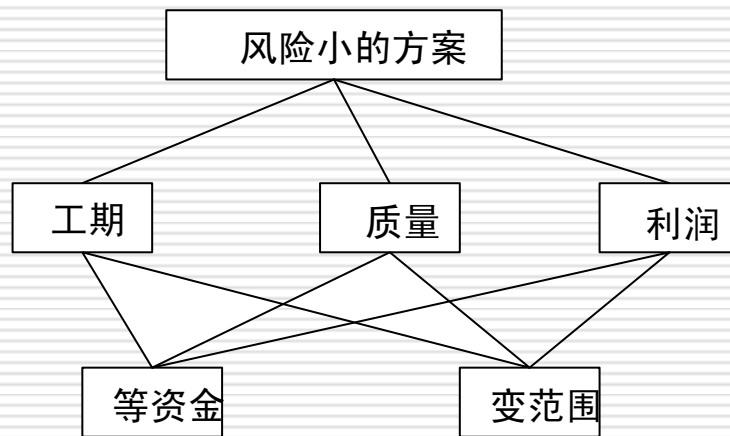 风险小的方案
工期
质量
利润
等资金
变范围